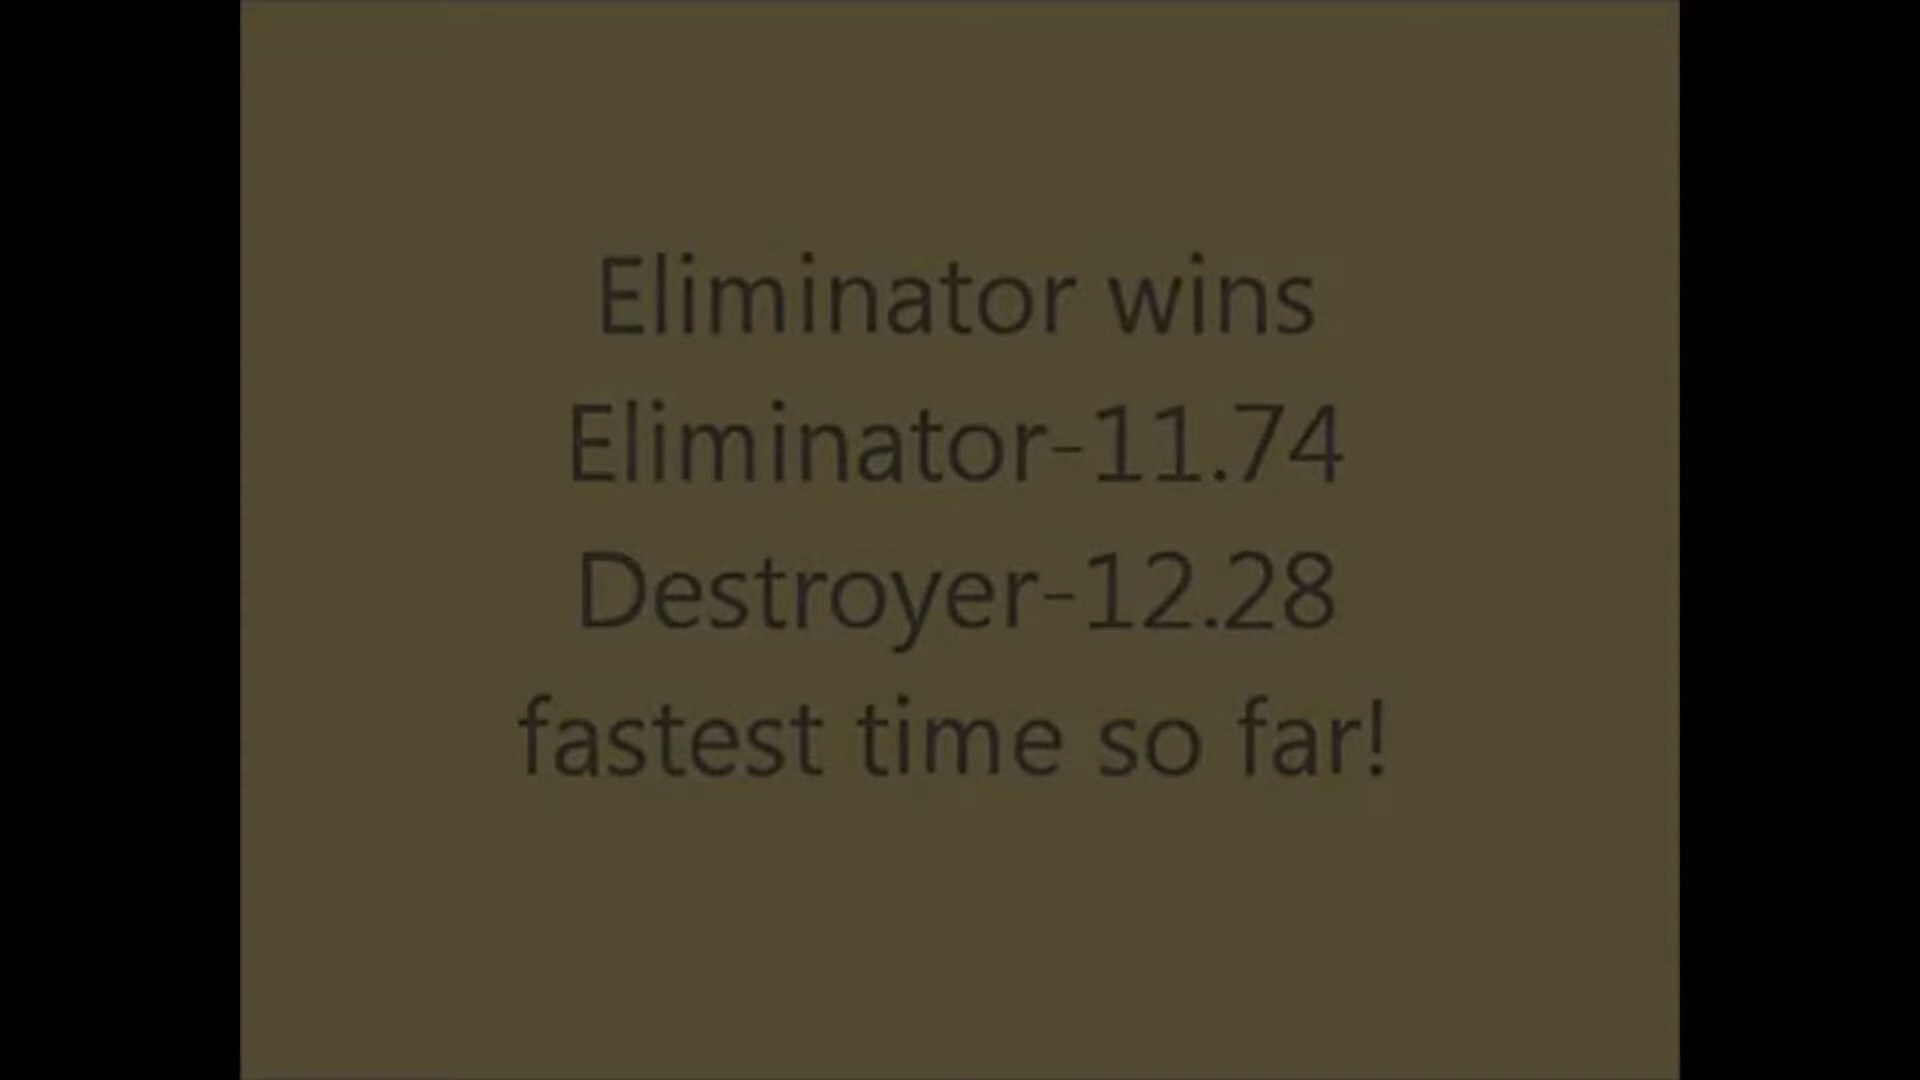 Eliminator wins
Eliminator-11.74
Destroyer-12.28
fastest time so far!